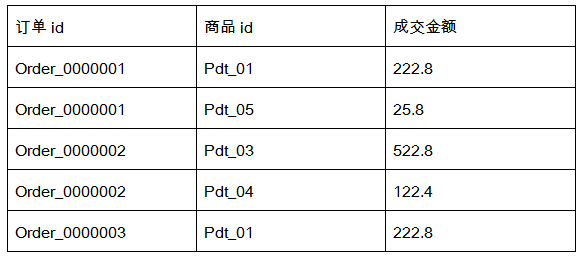 订单 id 商品 id 成交金额
Order_0000001 Pdt_01 222.8
Order_0000001 Pdt_05 25.8
Order_0000002 Pdt_03 522.8
Order_0000002 Pdt_04 122.4
Order_0000003 Pdt_01 222.8